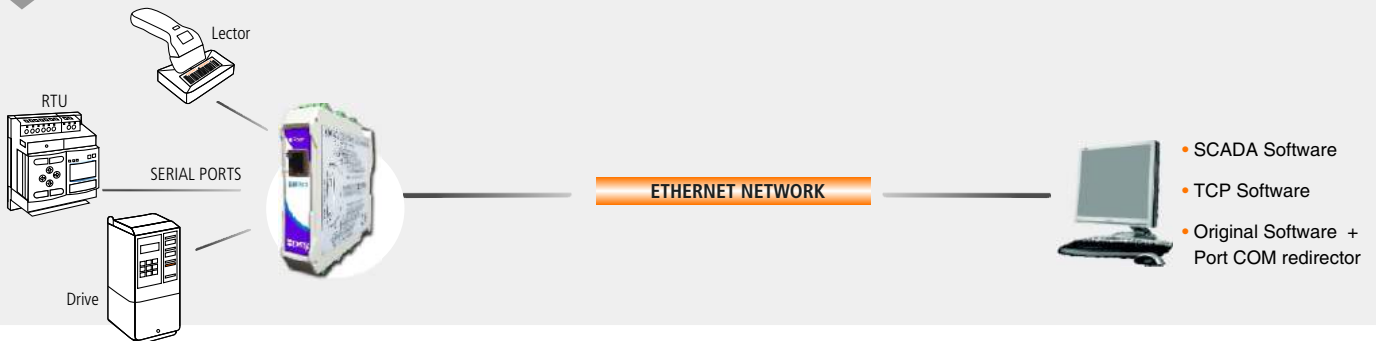 Lector
RTU
SERIAL PORTS
Drive
ETHERNET NETWORK
• SCADA Software
• TCP Software
• Original Software +
Port COM redirector